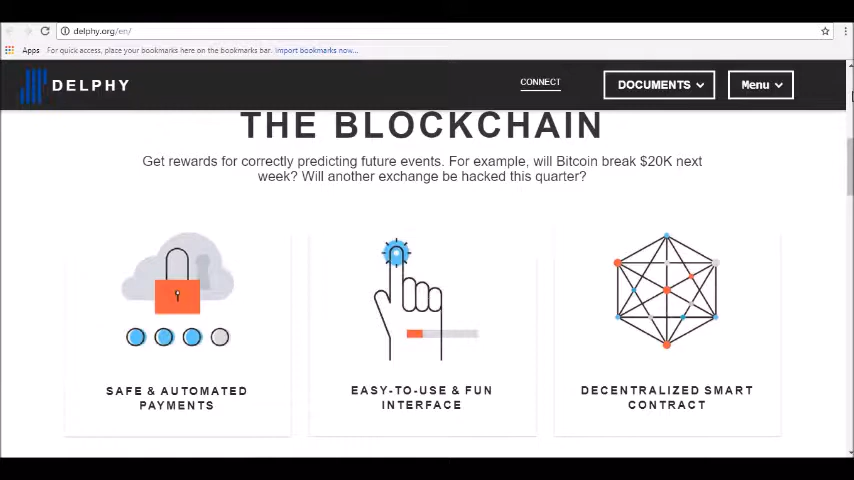 delphy.org/en/
Apps For quick access, place your bookmarks here on the bookmarks bar. Import bookmarks now...
DELPHY CONNECT DOCUMENTS Menu
THE BLOCKCHAIN
Get rewards for correctly predicting future events. For example, will Bitcoin break $20K next
week? Will another exchange be hacked this quarter?
SAFE & AUTOMATED
PAYMENTS
EASY-TO-USE & FUN
INTERFACE
DECENTRALIZED SMART
CONTRACT